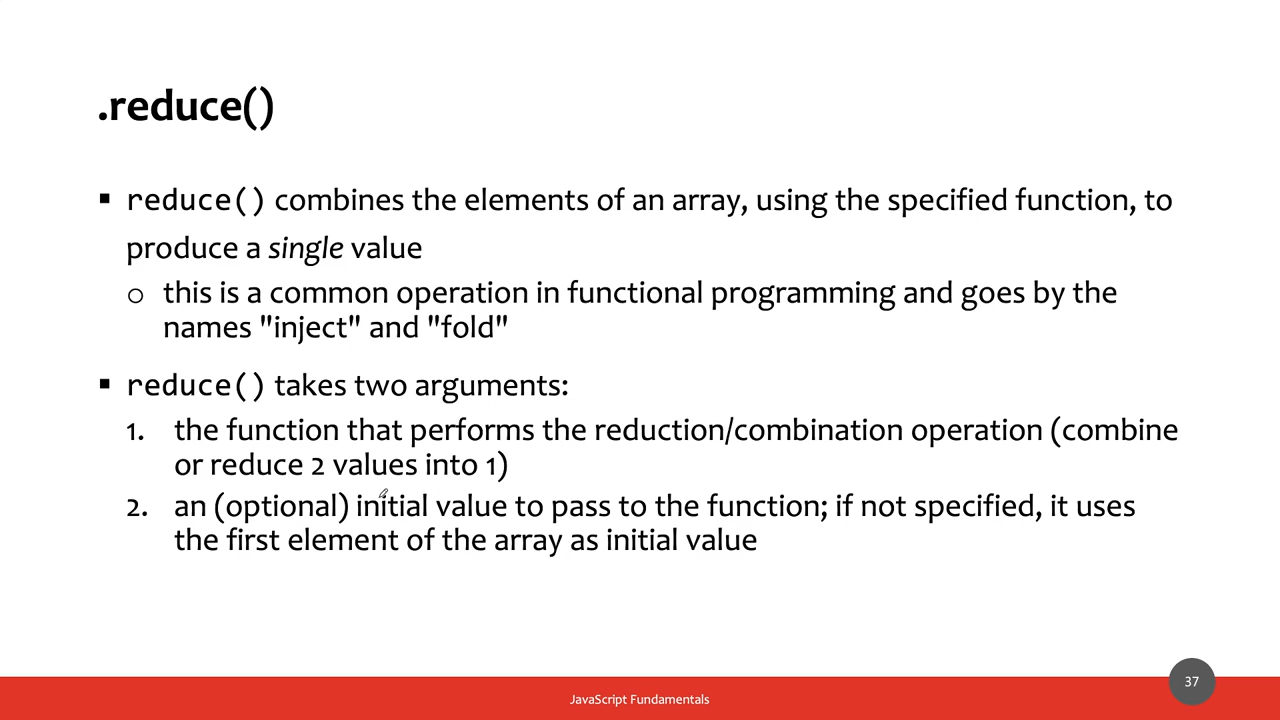 .reduce()
▪ reduce() combines the elements of an array, using the specified function, to
produce a single value
o this is a common operation in functional programming and goes by the
names "inject" and "fold"
▪ reduce() takes two arguments:
1. the function that performs the reduction/combination operation (combine
or reduce 2 values into 1)
2. an (optional) initial value to pass to the function; if not specified, it uses
the first element of the array as initial value
37
JavaScript Fundamentals